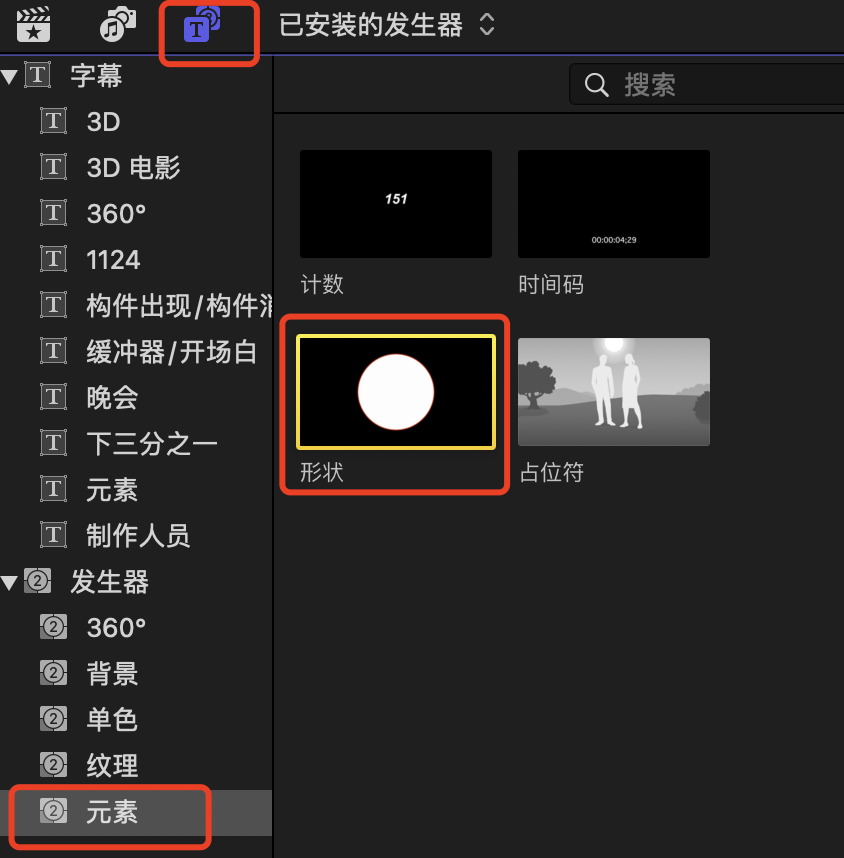 已安装的发生器
字幕
3D
3D 电影
360°
1124
构件出现/构件
缓冲器/开场白
晚会
下三分之一
元素
制作人员
发生器
360°
背景
单色
纹理
元素
搜索
151
计数
00:00:04;29
时间码
形状
占位符